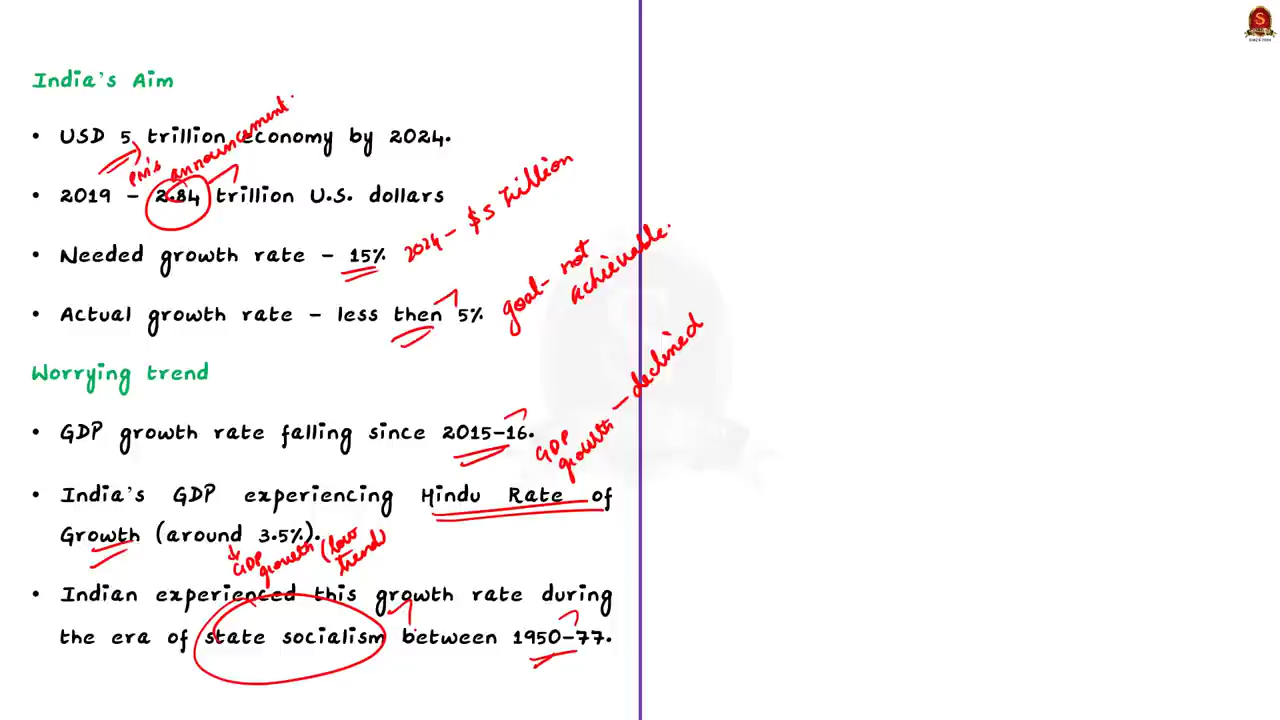 India's Aim
• USD 5 trillion economy by 2024.
PM's announcement.
• 2019 – 2.84 trillion U.S. dollars
• Needed growth rate – 15%
2024 – $5 trillion
• Actual growth rate – less then 5%
goal – not
achievable.
Worrying trend
• GDP growth rate falling since 2015-16.
GDP
growth – declined
• India's GDP experiencing Hindu Rate of
Growth (around 3.5%).
GDP
growth (low
trend)
• Indian experienced this growth rate during
the era of state socialism between 1950-77.
S